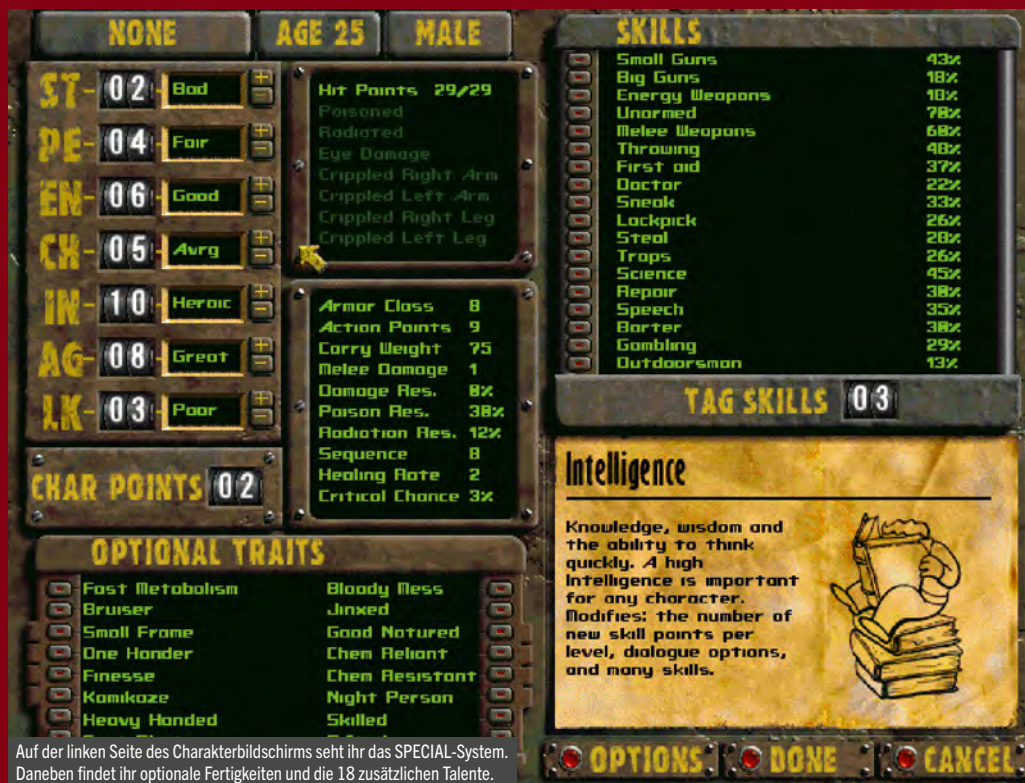 NONE
AGE 25
MALE
ST- 02 Bad + -
PE- 04 Fair + -
EN- 06 Good + -
CH- 05 Avrg + -
IN- 10 Heroic + -
AG- 08 Great + -
LK- 03 Poor + -
CHAR POINTS 02
Hit Points 29/29
Poisoned
Radiated
Eye Damage
Crippled Right Arm
Crippled Left Arm
Crippled Right Leg
Crippled Left Leg
Armor Class 8
Action Points 9
Carry Weight 75
Melee Damage 1
Damage Res. 0%
Poison Res. 30%
Radiation Res. 12%
Sequence 8
Healing Rate 2
Critical Chance 3%
SKILLS
Small Guns 43%
Big Guns 18%
Energy Weapons 18%
Unarmed 70%
Melee Weapons 60%
Throwing 48%
First aid 37%
Doctor 22%
Sneak 33%
Lockpick 26%
Steal 28%
Traps 26%
Science 45%
Repair 30%
Speech 35%
Barter 30%
Gambling 29%
Outdoorsman 13%
TAG SKILLS 03
OPTIONAL TRAITS
Fast Metabolism Bloody Mess
Bruiser Jinxed
Small Frame Good Natured
One Hander Chem Reliant
Finesse Chem Resistant
Kamikaze Night Person
Heavy Handed Skilled
Intelligence
Knowledge, wisdom and
the ability to think
quickly. A high
Intelligence is important
for any character.
Modifies: the number of
new skill points per
level, dialogue options,
and many skills.
OPTIONS DONE CANCEL
Auf der linken Seite des Charakterbildschirms seht ihr das SPECIAL-System.
Daneben findet ihr optionale Fertigkeiten und die 18 zusätzlichen Talente.